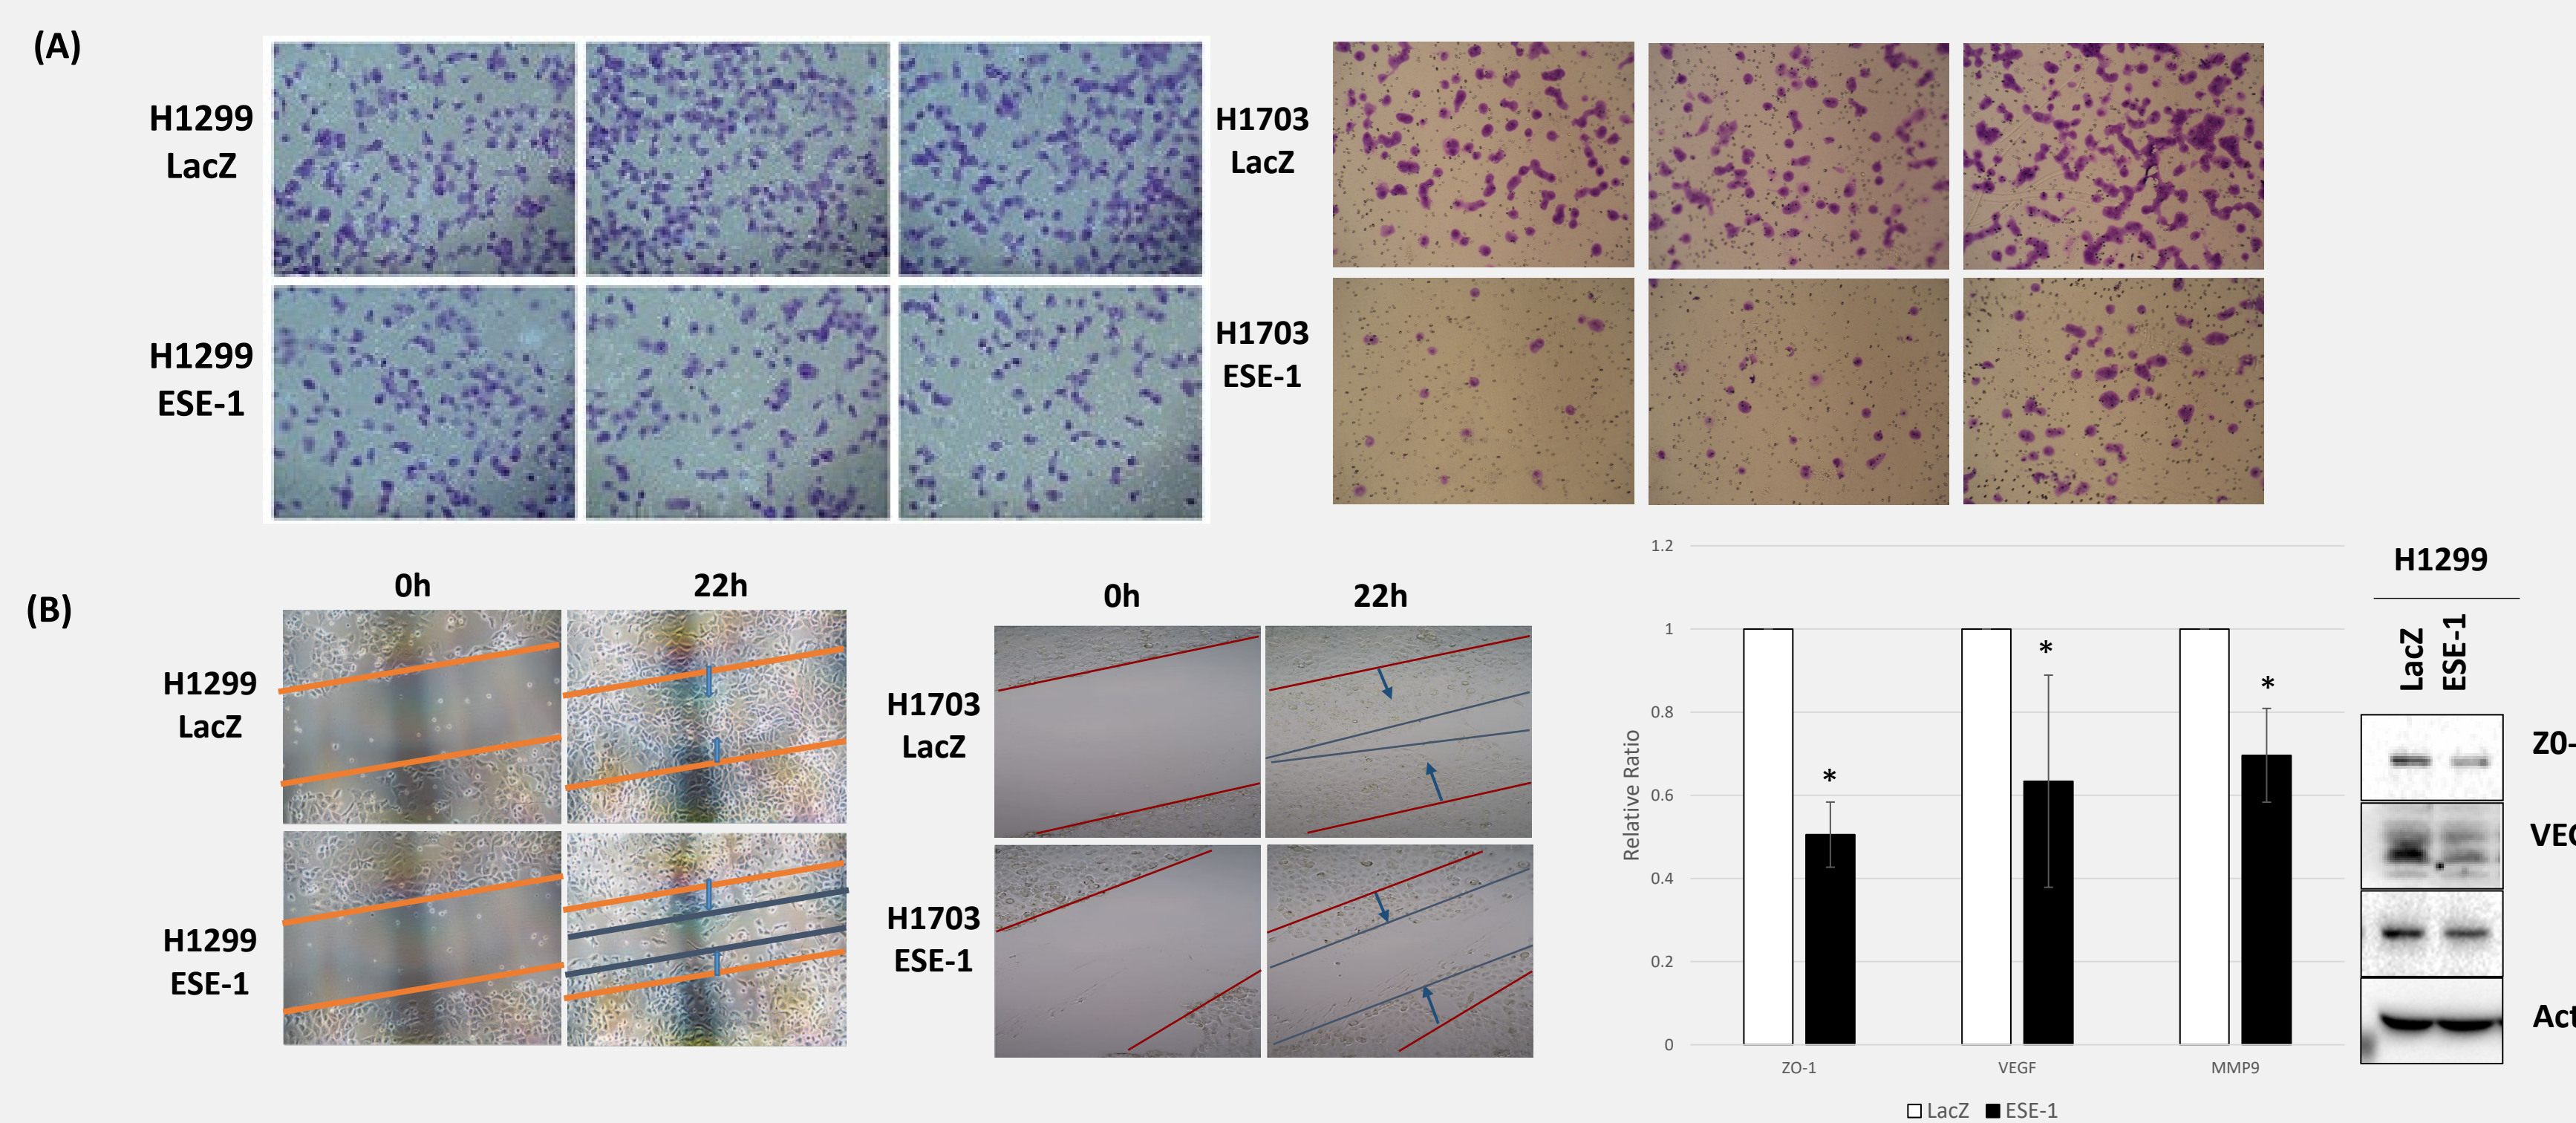 (A)
H1299
LacZ
H1703
LacZ
H1299
ESE-1
H1703
ESE-1
(B)
0h
22h
H1299
LacZ
H1299
ESE-1
0h
22h
H1703
LacZ
H1703
ESE-1
Relative Ratio
1.2
1
0.8
0.6
0.4
0.2
0
*
*
*
ZO-1
VEGF
MMP9
LacZ
ESE-1
H1299
LacZ
ESE-1
Z0-